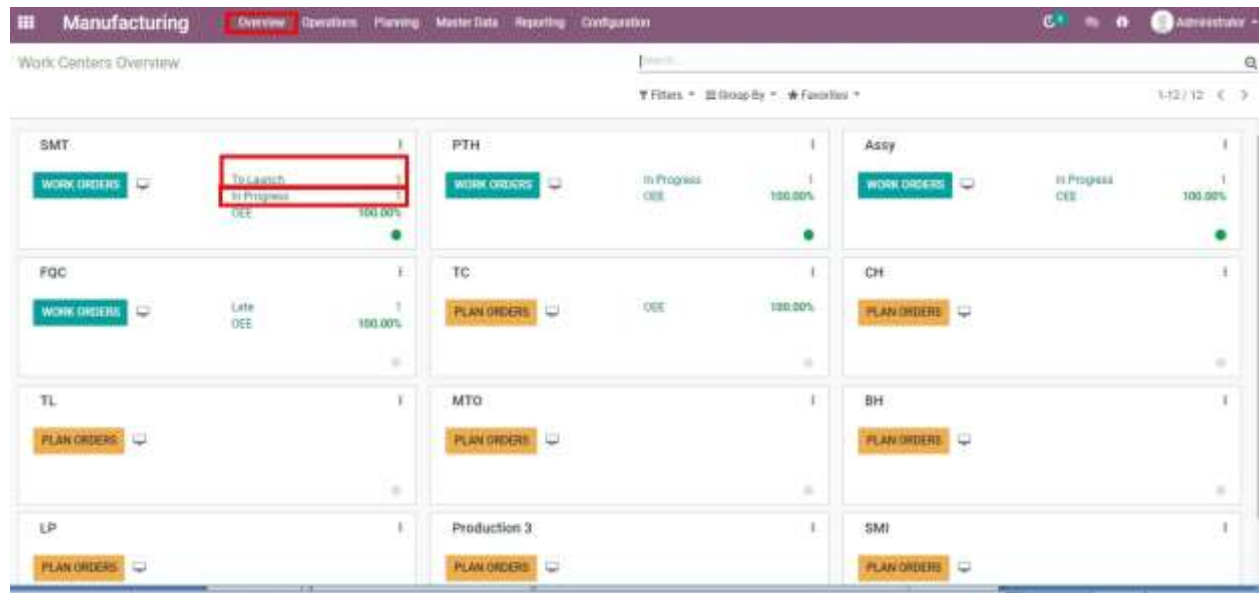 Manufacturing Overview Operations Planning Master Data Reporting Configuration Administrator
Work Centers Overview
Search...
Filters Group By Favorites 1-12 / 12
SMT
WORK ORDERS
To Launch 1
In Progress 1
OEE 100.00%
PTH
WORK ORDERS
In Progress 1
OEE 100.00%
Assy
WORK ORDERS
In Progress 1
OEE 100.00%
FQC
WORK ORDERS
Late 1
OEE 100.00%
TC
PLAN ORDERS
OEE 100.00%
CH
PLAN ORDERS
TL
PLAN ORDERS
MTO
PLAN ORDERS
BH
PLAN ORDERS
LP
PLAN ORDERS
Production 3
PLAN ORDERS
SMI
PLAN ORDERS